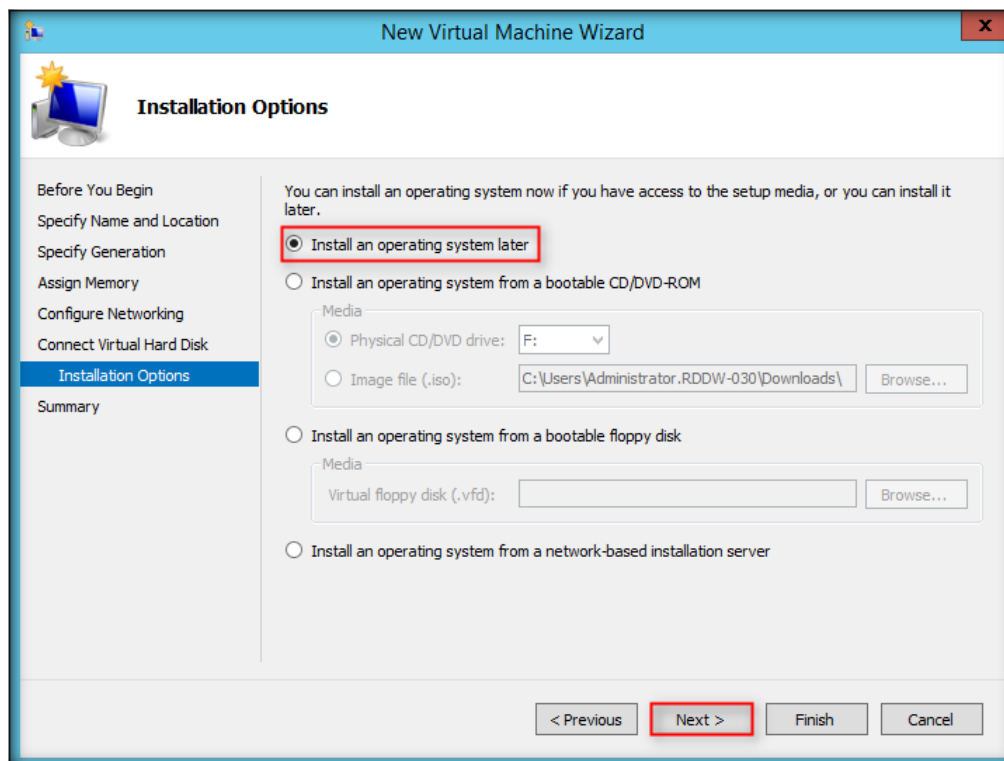 New Virtual Machine Wizard
x
Installation Options
Before You Begin
Specify Name and Location
Specify Generation
Assign Memory
Configure Networking
Connect Virtual Hard Disk
Installation Options
Summary
You can install an operating system now if you have access to the setup media, or you can install it
later.
Install an operating system later
Install an operating system from a bootable CD/DVD-ROM
Media
Physical CD/DVD drive: F:
Image file (.iso): C:\Users\Administrator.RDDW-030\Downloads\ Browse...
Install an operating system from a bootable floppy disk
Media
Virtual floppy disk (.vfd): Browse...
Install an operating system from a network-based installation server
< Previous Next > Finish Cancel